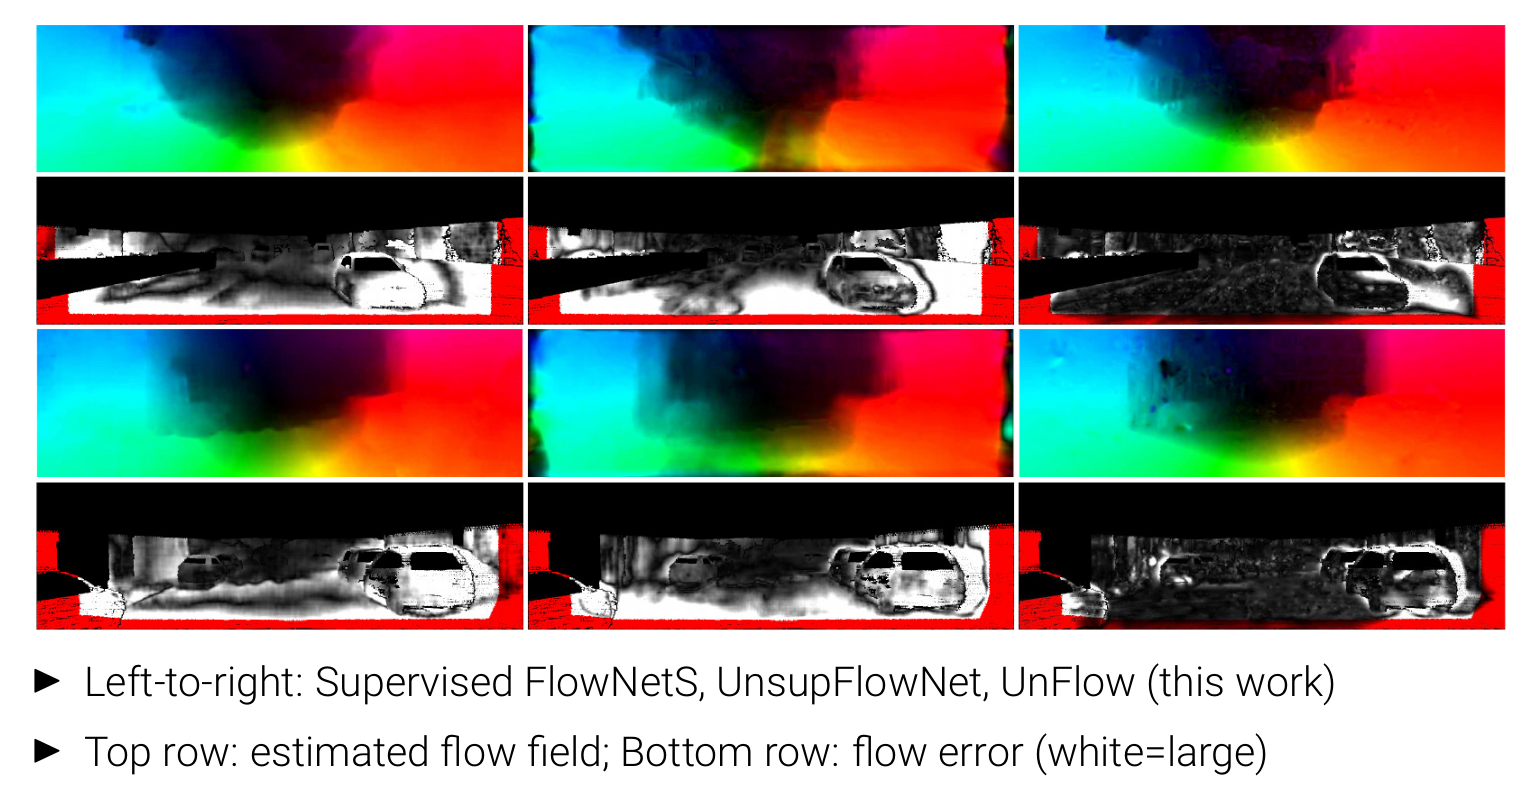 Left-to-right: Supervised FlowNetS, UnsupFlowNet, UnFlow (this work)
Top row: estimated flow field; Bottom row: flow error (white=large)